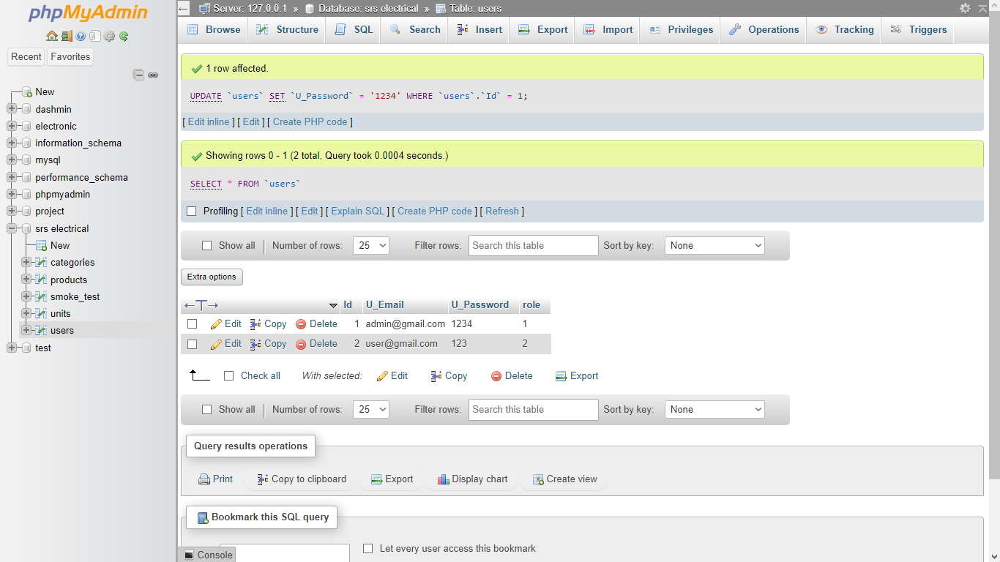 phpMyAdmin
Recent Favorites
New
dashmin
electronic
information_schema
mysql
performance_schema
phpmyadmin
project
srs electrical
New
categories
products
smoke_test
units
users
test
Server: 127.0.0.1 » Database: srs electrical » Table: users
Browse Structure SQL Search Insert Export Import Privileges Operations Tracking Triggers
1 row affected.
UPDATE `users` SET `U_Password` = '1234' WHERE `users`.`Id` = 1;
[ Edit inline ] [ Edit ] [ Create PHP code ]
Showing rows 0 - 1 (2 total, Query took 0.0004 seconds.)
SELECT * FROM `users`
Profiling [ Edit inline ] [ Edit ] [ Explain SQL ] [ Create PHP code ] [ Refresh ]
Show all | Number of rows: 25 Filter rows: Search this table Sort by key: None
Extra options
←T→ Id U_Email U_Password role
Edit Copy Delete 1 admin@gmail.com 1234 1
Edit Copy Delete 2 user@gmail.com 123 2
Check all With selected: Edit Copy Delete Export
Show all | Number of rows: 25 Filter rows: Search this table Sort by key: None
Query results operations
Print Copy to clipboard Export Display chart Create view
Bookmark this SQL query
Let every user access this bookmark
Console